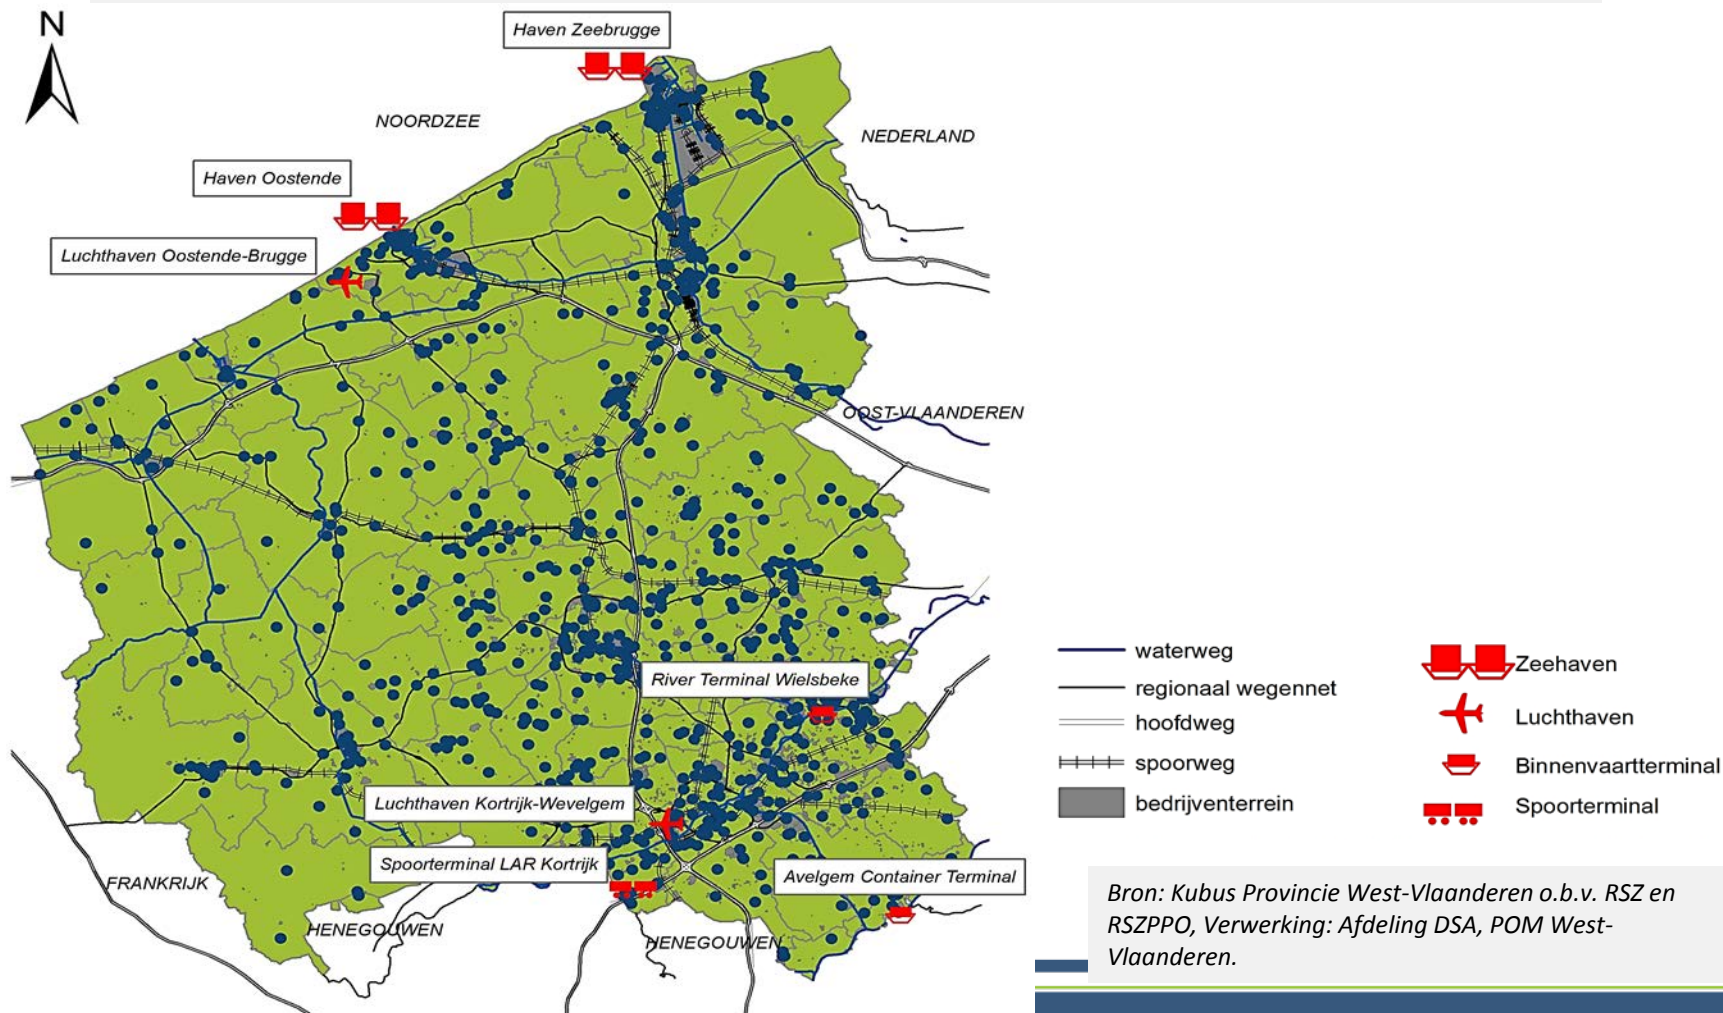 N
Haven Zeebrugge
NOORDZEE
NEDERLAND
Haven Oostende
Luchthaven Oostende-Brugge
OOST-VLAANDEREN
River Terminal Wielsbeke
Luchthaven Kortrijk-Wevelgem
Spoorterminal LAR Kortrijk
Avelgem Container Terminal
FRANKRIJK
HENEGOUWEN
HENEGOUWEN
waterweg
regionaal wegennet
hoofdweg
spoorweg
bedrijventerrein
Zeehaven
Luchthaven
Binnenvaartterminal
Spoorterminal
Bron: Kubus Provincie West-Vlaanderen o.b.v. RSZ en
RSZPPO, Verwerking: Afdeling DSA, POM West-
Vlaanderen.